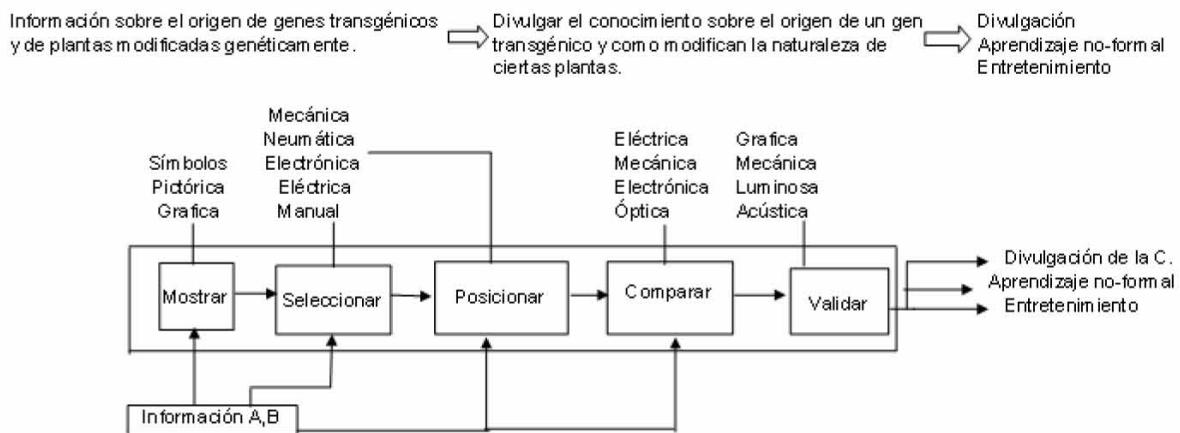 Información sobre el origen de genes transgénicos
y de plantas modificadas genéticamente.
Divulgar el conocimiento sobre el origen de un gen
transgénico y como modifican la naturaleza de
ciertas plantas.
Divulgación
Aprendizaje no-formal
Entretenimiento
Símbolos
Pictórica
Grafica
Mecánica
Neumática
Electrónica
Eléctrica
Manual
Eléctrica
Mecánica
Electrónica
Óptica
Grafica
Mecánica
Luminosa
Acústica
Mostrar
Seleccionar
Posicionar
Comparar
Validar
Divulgación de la C.
Aprendizaje no-formal
Entretenimiento
Información A,B